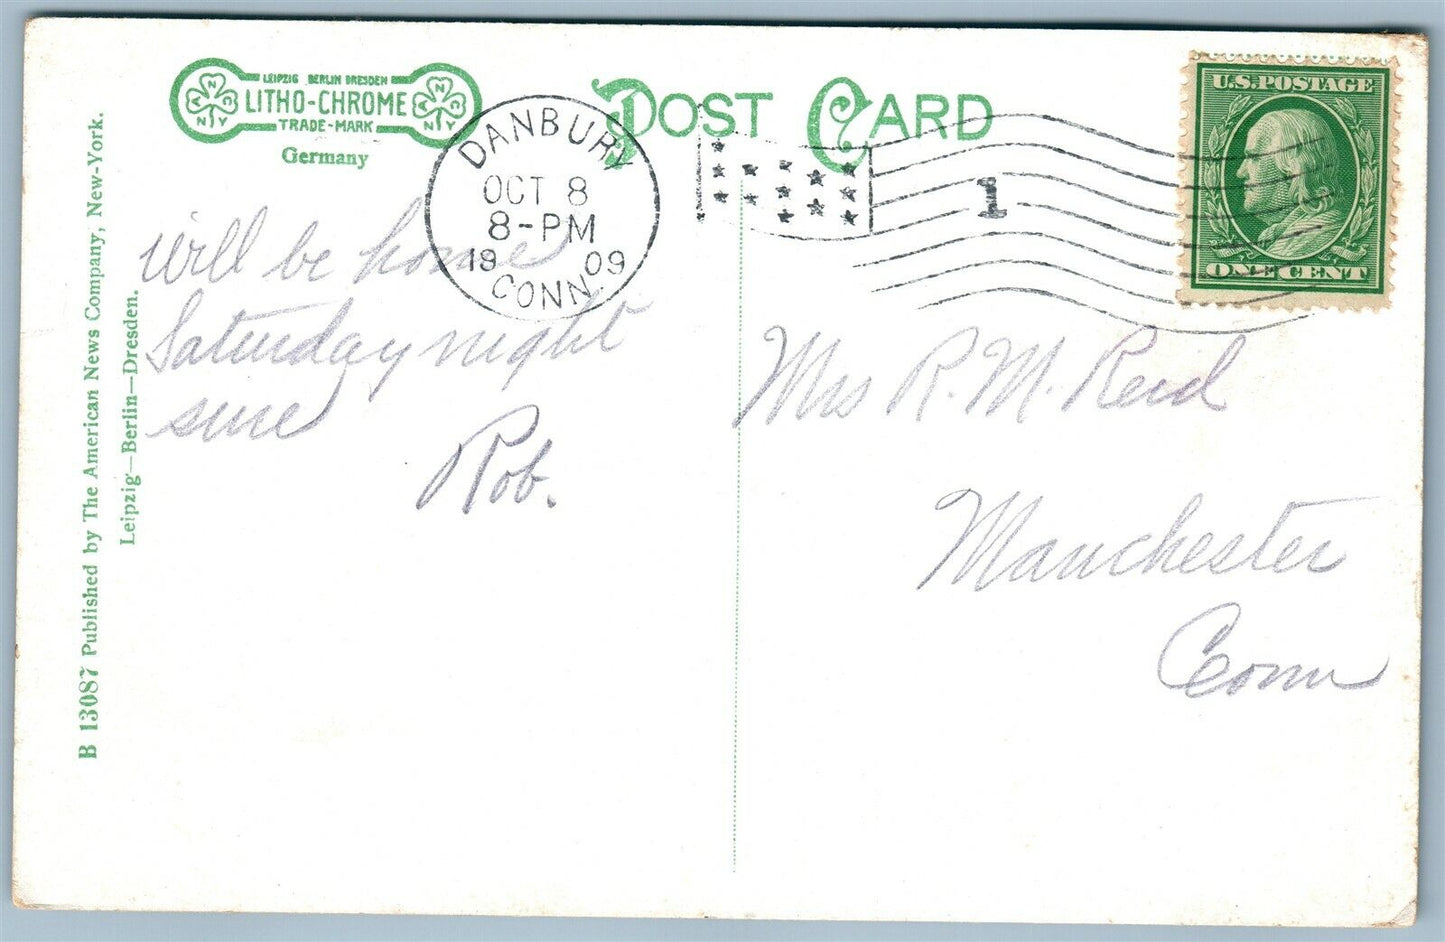 LEIPZIG BERLIN DRESDEN
LITHO-CHROME
TRADE-MARK
Germany
POST CARD
U.S. POSTAGE
ONE CENT
DANBURY
OCT 8
8-PM
19 09
CONN.
1
Will be home
Saturday night
sure
Rob.
Mrs R. M. Reid
Manchester
Conn
B 13087 Published by The American News Company, New-York.
Leipzig—Berlin—Dresden.